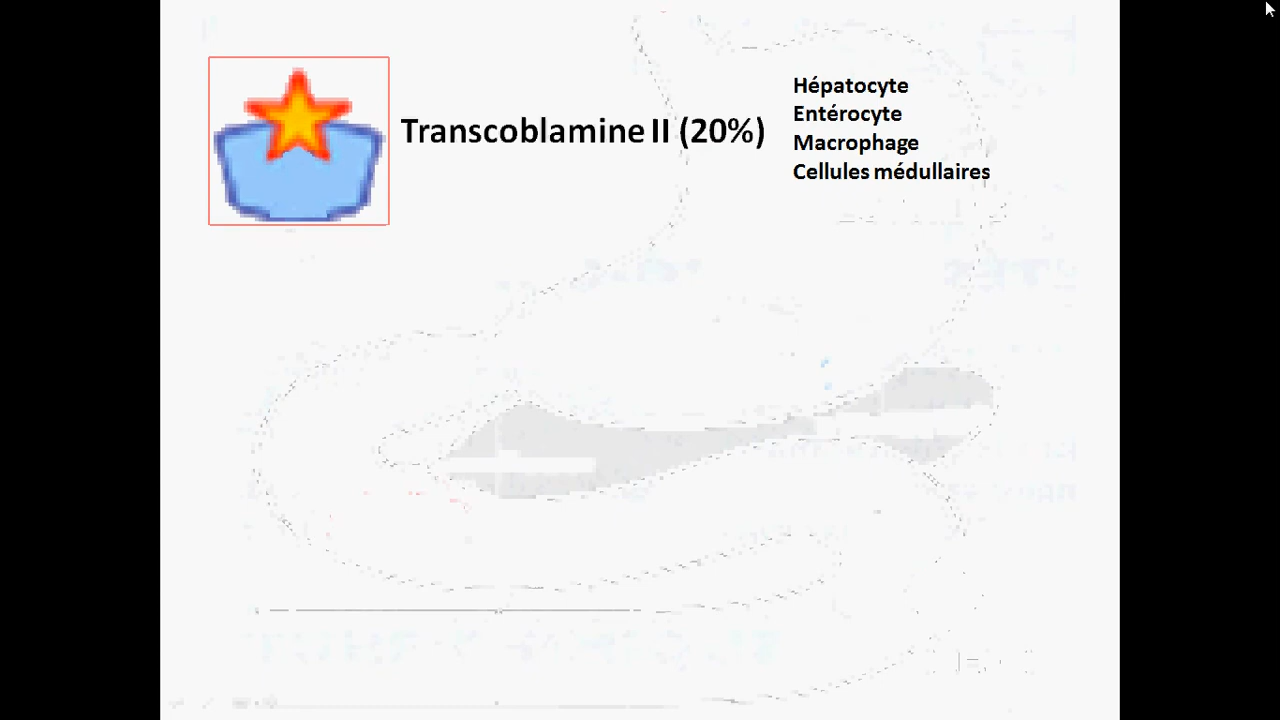 Transcoblamine II (20%)
Hépatocyte
Entérocyte
Macrophage
Cellules médullaires